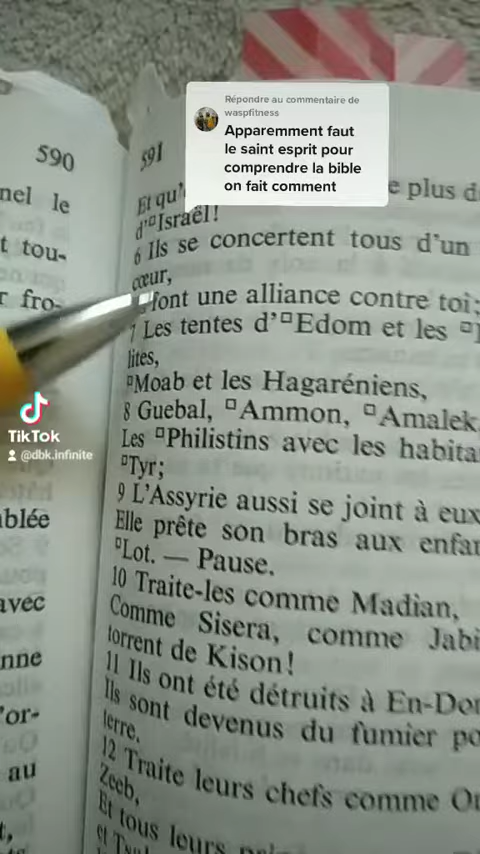 Répondre au commentaire de
waspfitness
Apparemment faut
le saint esprit pour
comprendre la bible
on fait comment
590
nel le
t tou-
r fro-
TikTok
@dbk.infinite
blée
avec
nne
'or-
au
t,
591
Et qu' e plus d
d'Israël!
6 Ils se concertent tous d'un
cœur,
font une alliance contre toi;
7 Les tentes d'Edom et les
lites,
Moab et les Hagaréniens,
8 Guebal, Ammon, Amalek
Les Philistins avec les habita
Tyr;
9 L'Assyrie aussi se joint à eux
Elle prête son bras aux enfan
Lot. — Pause.
10 Traite-les comme Madian,
Comme Sisera, comme Jabi
torrent de Kison!
11 Ils ont été détruits à En-Dor
Ils sont devenus du fumier po
terre.
12 Traite leurs chefs comme Or
Zeeb,
Et tous leurs
et